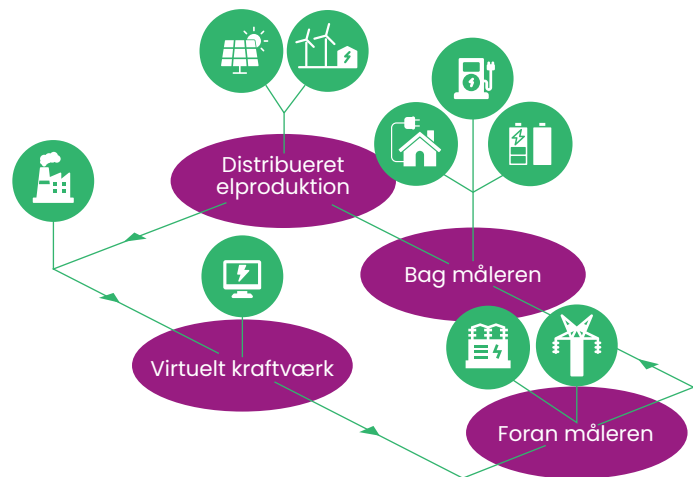 Distribueret
elproduktion
Bag måleren
Virtuelt kraftværk
Foran måleren